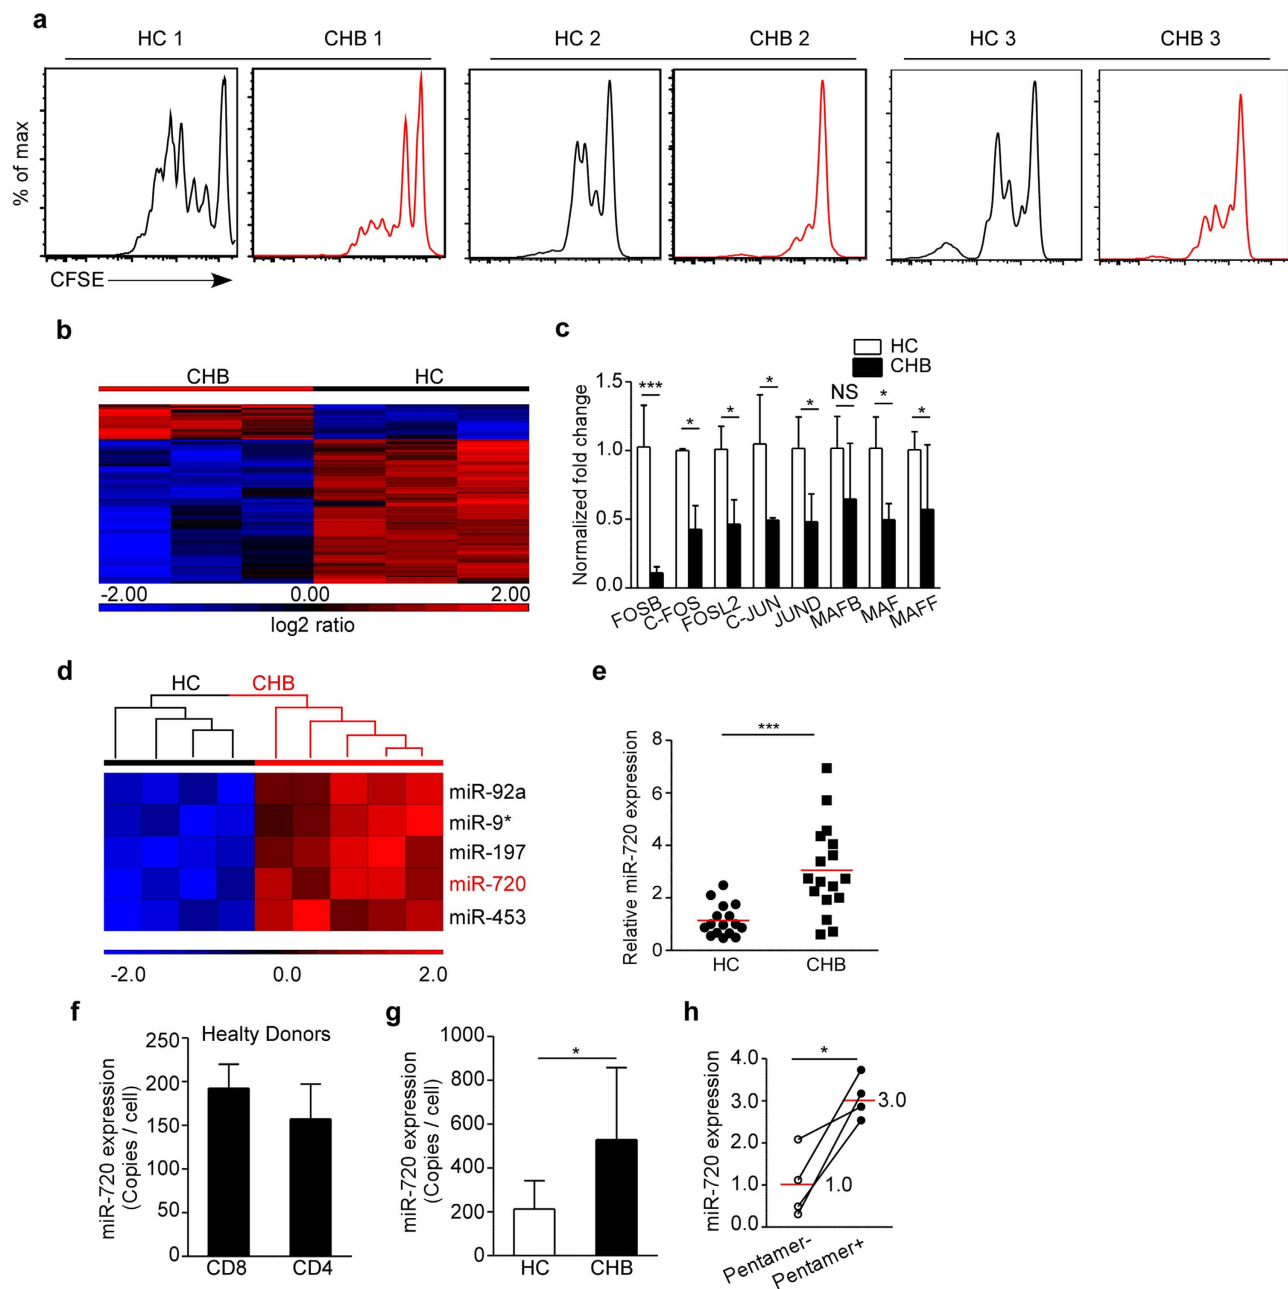 a
HC 1 CHB 1 HC 2 CHB 2 HC 3 CHB 3
% of max
CFSE
b
CHB HC
-2.00 0.00 2.00
log2 ratio
c
HC
CHB
Normalized fold change
1.5
1.0
0.5
0.0
*** * * * * NS * *
FOSB C-FOS FOSL2 C-JUN JUND MAFB MAF MAFF
d
HC CHB
miR-92a
miR-9*
miR-197
miR-720
miR-453
-2.0 0.0 2.0
e
Relative miR-720 expression
8
6
4
2
0
***
HC CHB
f
Healty Donors
miR-720 expression
(Copies / cell)
250
200
150
100
50
0
CD8 CD4
g
miR-720 expression
(Copies / cell)
1000
800
600
400
200
0
*
HC CHB
h
miR-720 expression
4.0
3.0
2.0
1.0
0.0
*
3.0
1.0
Pentamer- Pentamer+